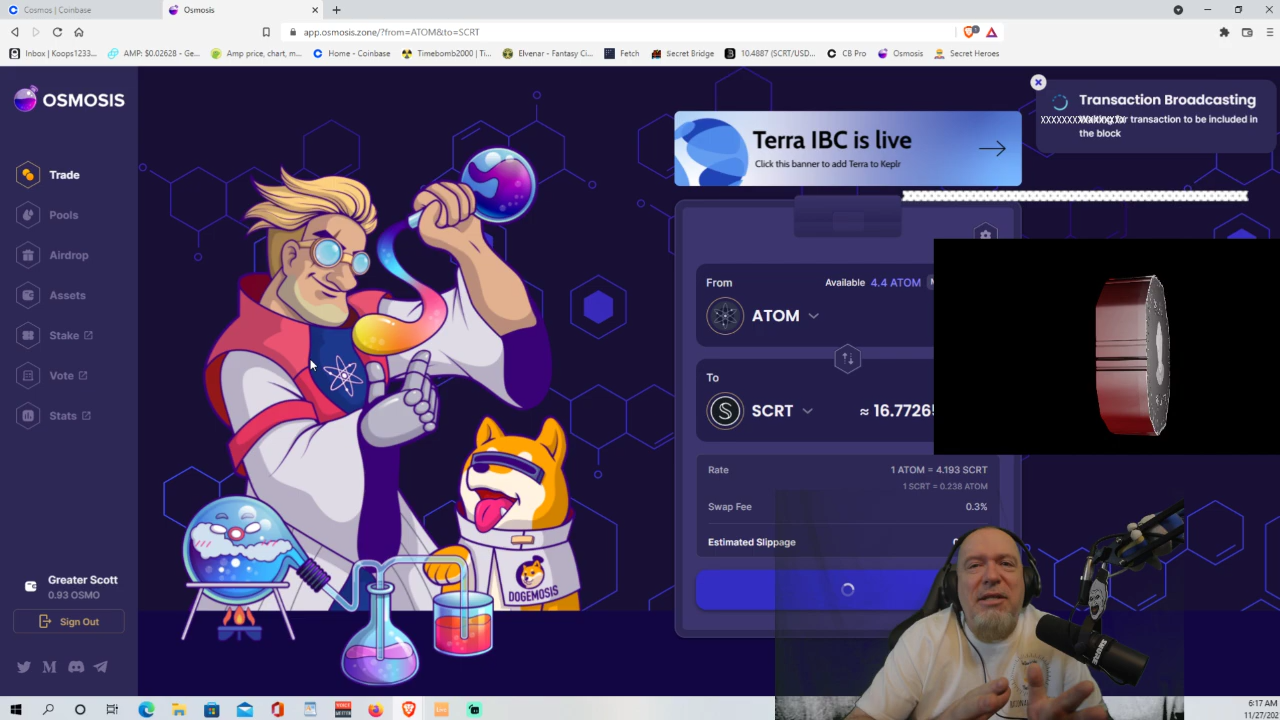 Cosmos | Coinbase
Osmosis
app.osmosis.zone/?from=ATOM&to=SCRT
Inbox | Koops1233...
AMP: $0.02628 - Ge...
Amp price, chart, m...
Home - Coinbase
Timebomb2000 | Ti...
Elvenar - Fantasy Ci...
Fetch
Secret Bridge
10.4887 (SCRT/USD...
CB Pro
Osmosis
Secret Heroes
OSMOSIS
Trade
Pools
Airdrop
Assets
Stake
Vote
Stats
Greater Scott
0.93 OSMO
Sign Out
DOGEMOSIS
Terra IBC is live
Click this banner to add Terra to Keplr
Transaction Broadcasting
Waiting for transaction to be included in
the block
From
Available 4.4 ATOM
ATOM
To
SCRT
≈ 16.7726
Rate
1 ATOM = 4.193 SCRT
1 SCRT = 0.238 ATOM
Swap Fee
0.3%
Estimated Slippage
SHURE
6:17 AM
11/27/202